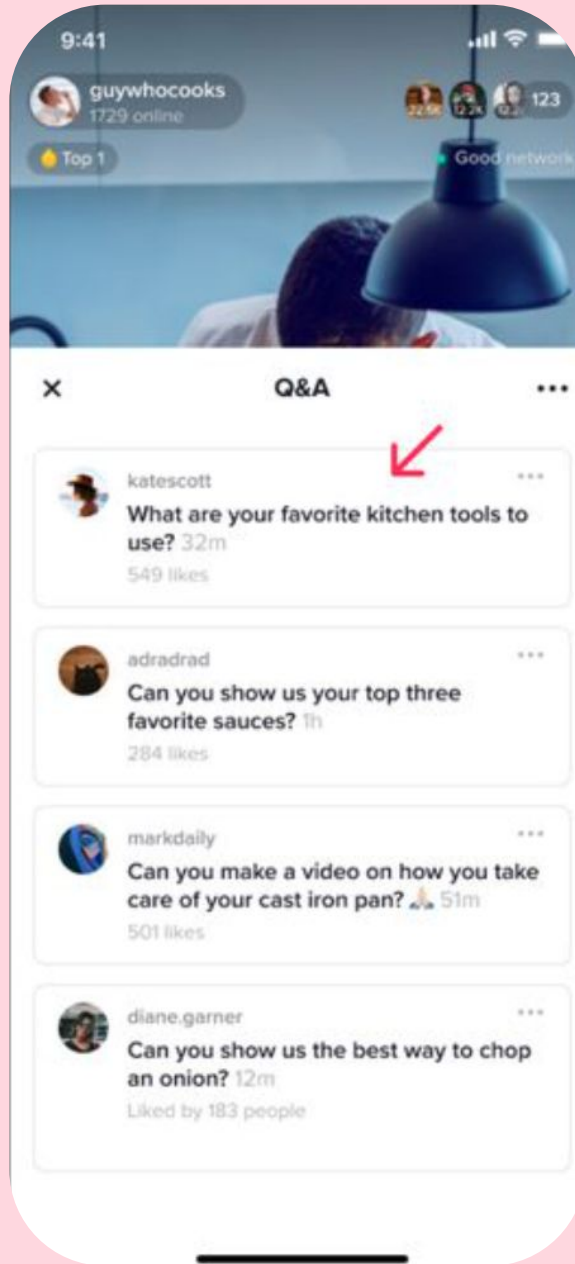 9:41
guywhocooks
1729 online
123
Top 1
Good network
Q&A
katescott
What are your favorite kitchen tools to
use? 32m
549 likes
adradrad
Can you show us your top three
favorite sauces? 1h
284 likes
markdaily
Can you make a video on how you take
care of your cast iron pan? 🙏🏻 51m
501 likes
diane.garner
Can you show us the best way to chop
an onion? 12m
Liked by 183 people